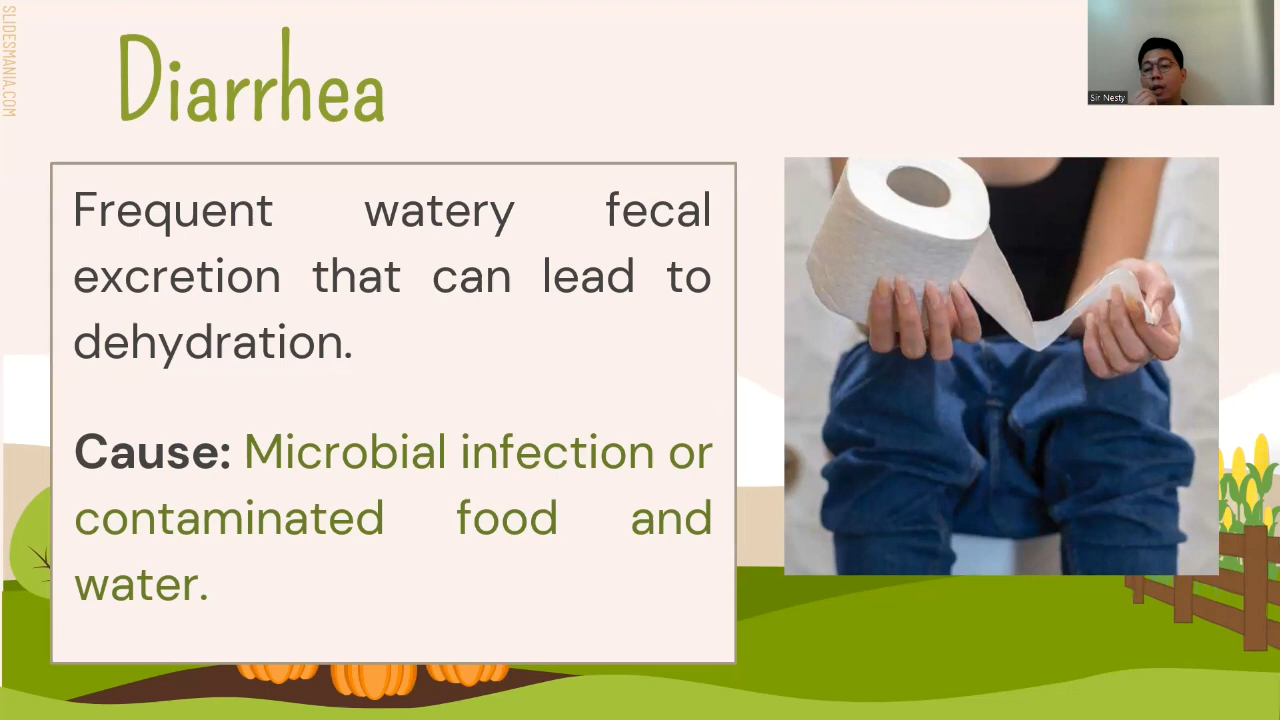 SLIDESMANIA.COM
Diarrhea
Sir Nesty
Frequent watery fecal
excretion that can lead to
dehydration.
Cause: Microbial infection or
contaminated food and
water.